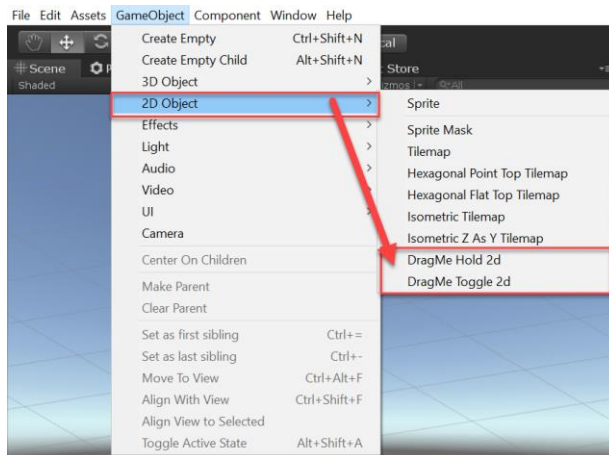 File Edit Assets GameObject Component Window Help
Create Empty Ctrl+Shift+N
Create Empty Child Alt+Shift+N
3D Object
2D Object
Effects
Light
Audio
Video
UI
Camera
Center On Children
Make Parent
Clear Parent
Set as first sibling Ctrl+=
Set as last sibling Ctrl+-
Move To View Ctrl+Alt+F
Align With View Ctrl+Shift+F
Align View to Selected
Toggle Active State Alt+Shift+A
Scene
Store
Shaded
Sprite
Sprite Mask
Tilemap
Hexagonal Point Top Tilemap
Hexagonal Flat Top Tilemap
Isometric Tilemap
Isometric Z As Y Tilemap
DragMe Hold 2d
DragMe Toggle 2d